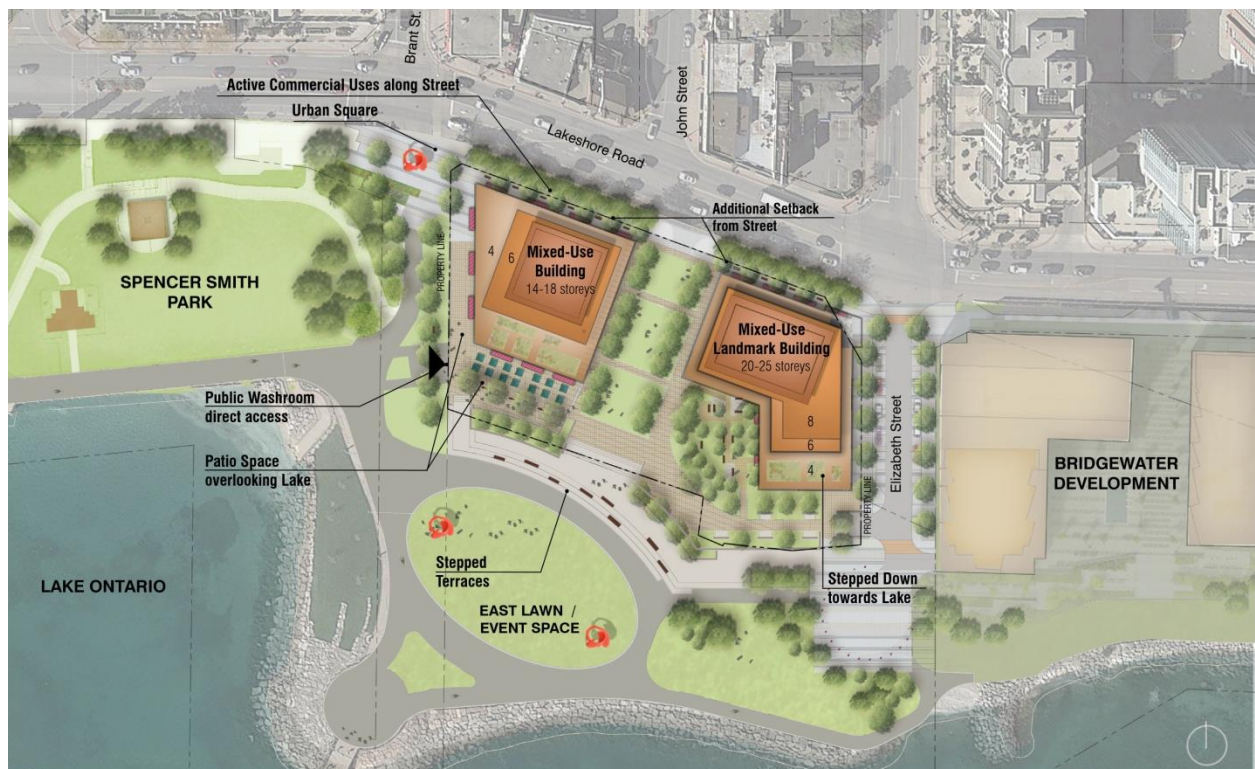 Brant St.
Active Commercial Uses along Street
Urban Square
Lakeshore Road
John Street
Additional Setback
from Street
PROPERTY LINE
4
6
Mixed-Use
Building
14-18 storeys
SPENCER SMITH
PARK
Mixed-Use
Landmark Building
20-25 storeys
8
6
4
Elizabeth Street
PROPERTY LINE
Public Washroom
direct access
Patio Space
overlooking Lake
BRIDGEWATER
DEVELOPMENT
LAKE ONTARIO
Stepped
Terraces
EAST LAWN /
EVENT SPACE
Stepped Down
towards Lake